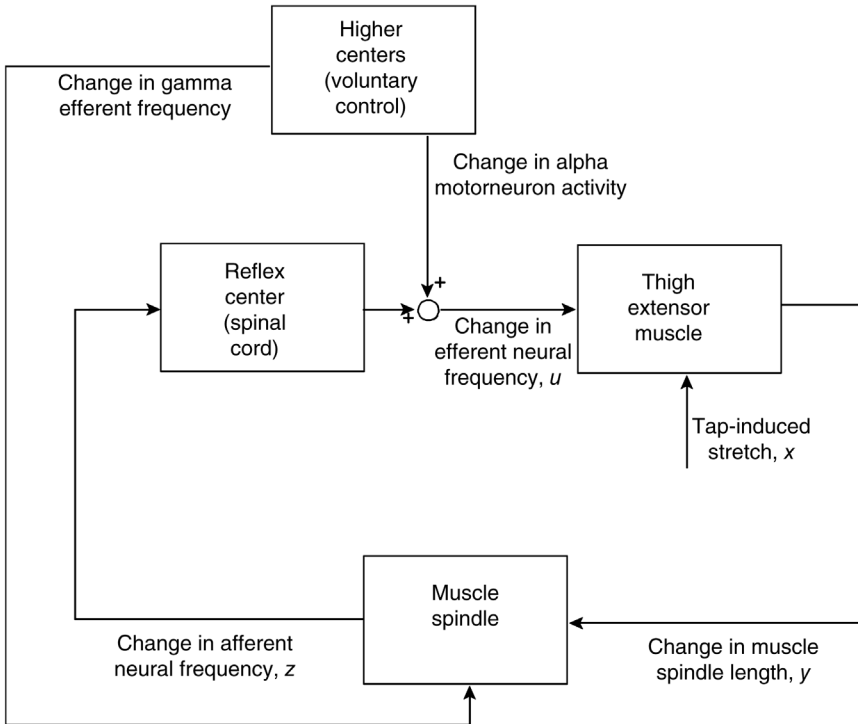 Higher
centers
(voluntary
control)
Change in gamma
efferent frequency
Change in alpha
motorneuron activity
Reflex
center
(spinal
cord)
+
+
Change in
efferent neural
frequency, u
Thigh
extensor
muscle
Tap-induced
stretch, x
Muscle
spindle
Change in afferent
neural frequency, z
Change in muscle
spindle length, y